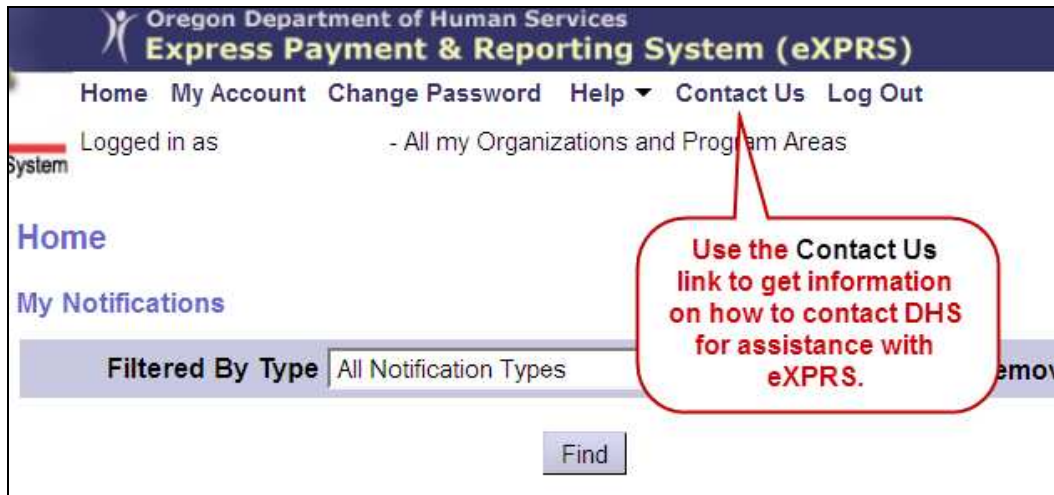 Oregon Department of Human Services
Express Payment & Reporting System (eXPRS)
Home My Account Change Password Help Contact Us Log Out
System
Logged in as - All my Organizations and Program Areas
Home
My Notifications
Use the Contact Us
link to get information
on how to contact DHS
for assistance with
eXPRS.
Filtered By Type All Notification Types
Find